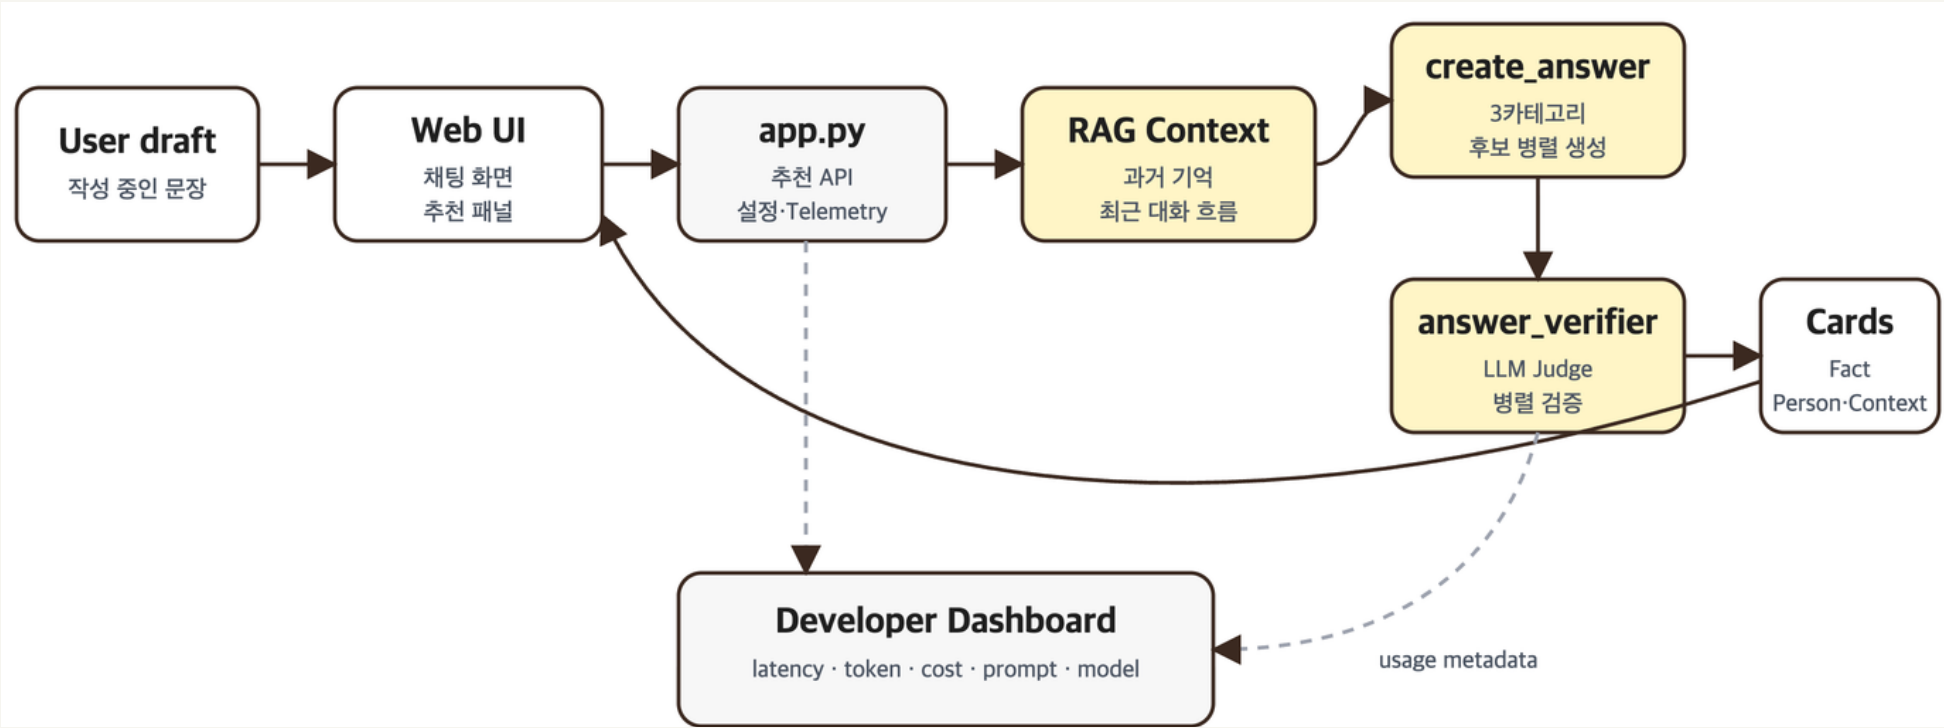 User draft
작성 중인 문장
Web UI
채팅 화면
추천 패널
app.py
추천 API
설정·Telemetry
RAG Context
과거 기억
최근 대화 흐름
create_answer
3카테고리
후보 병렬 생성
answer_verifier
LLM Judge
병렬 검증
Cards
Fact
Person·Context
Developer Dashboard
latency · token · cost · prompt · model
usage metadata